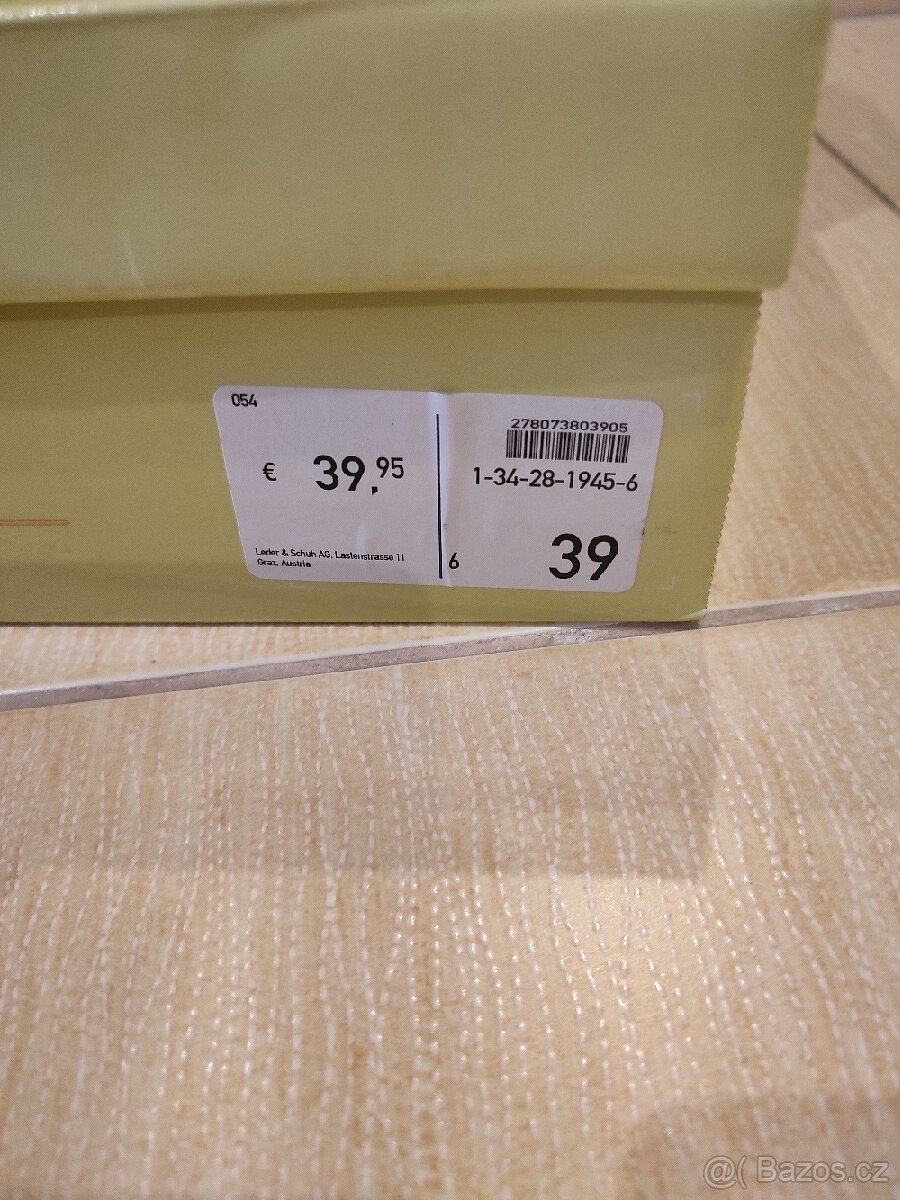 054
€ 39,95
Leder & Schuh AG, Lastenstrasse 11
Graz, Austria
278073803905
1-34-28-1945-6
6 39
@( Bazos.cz